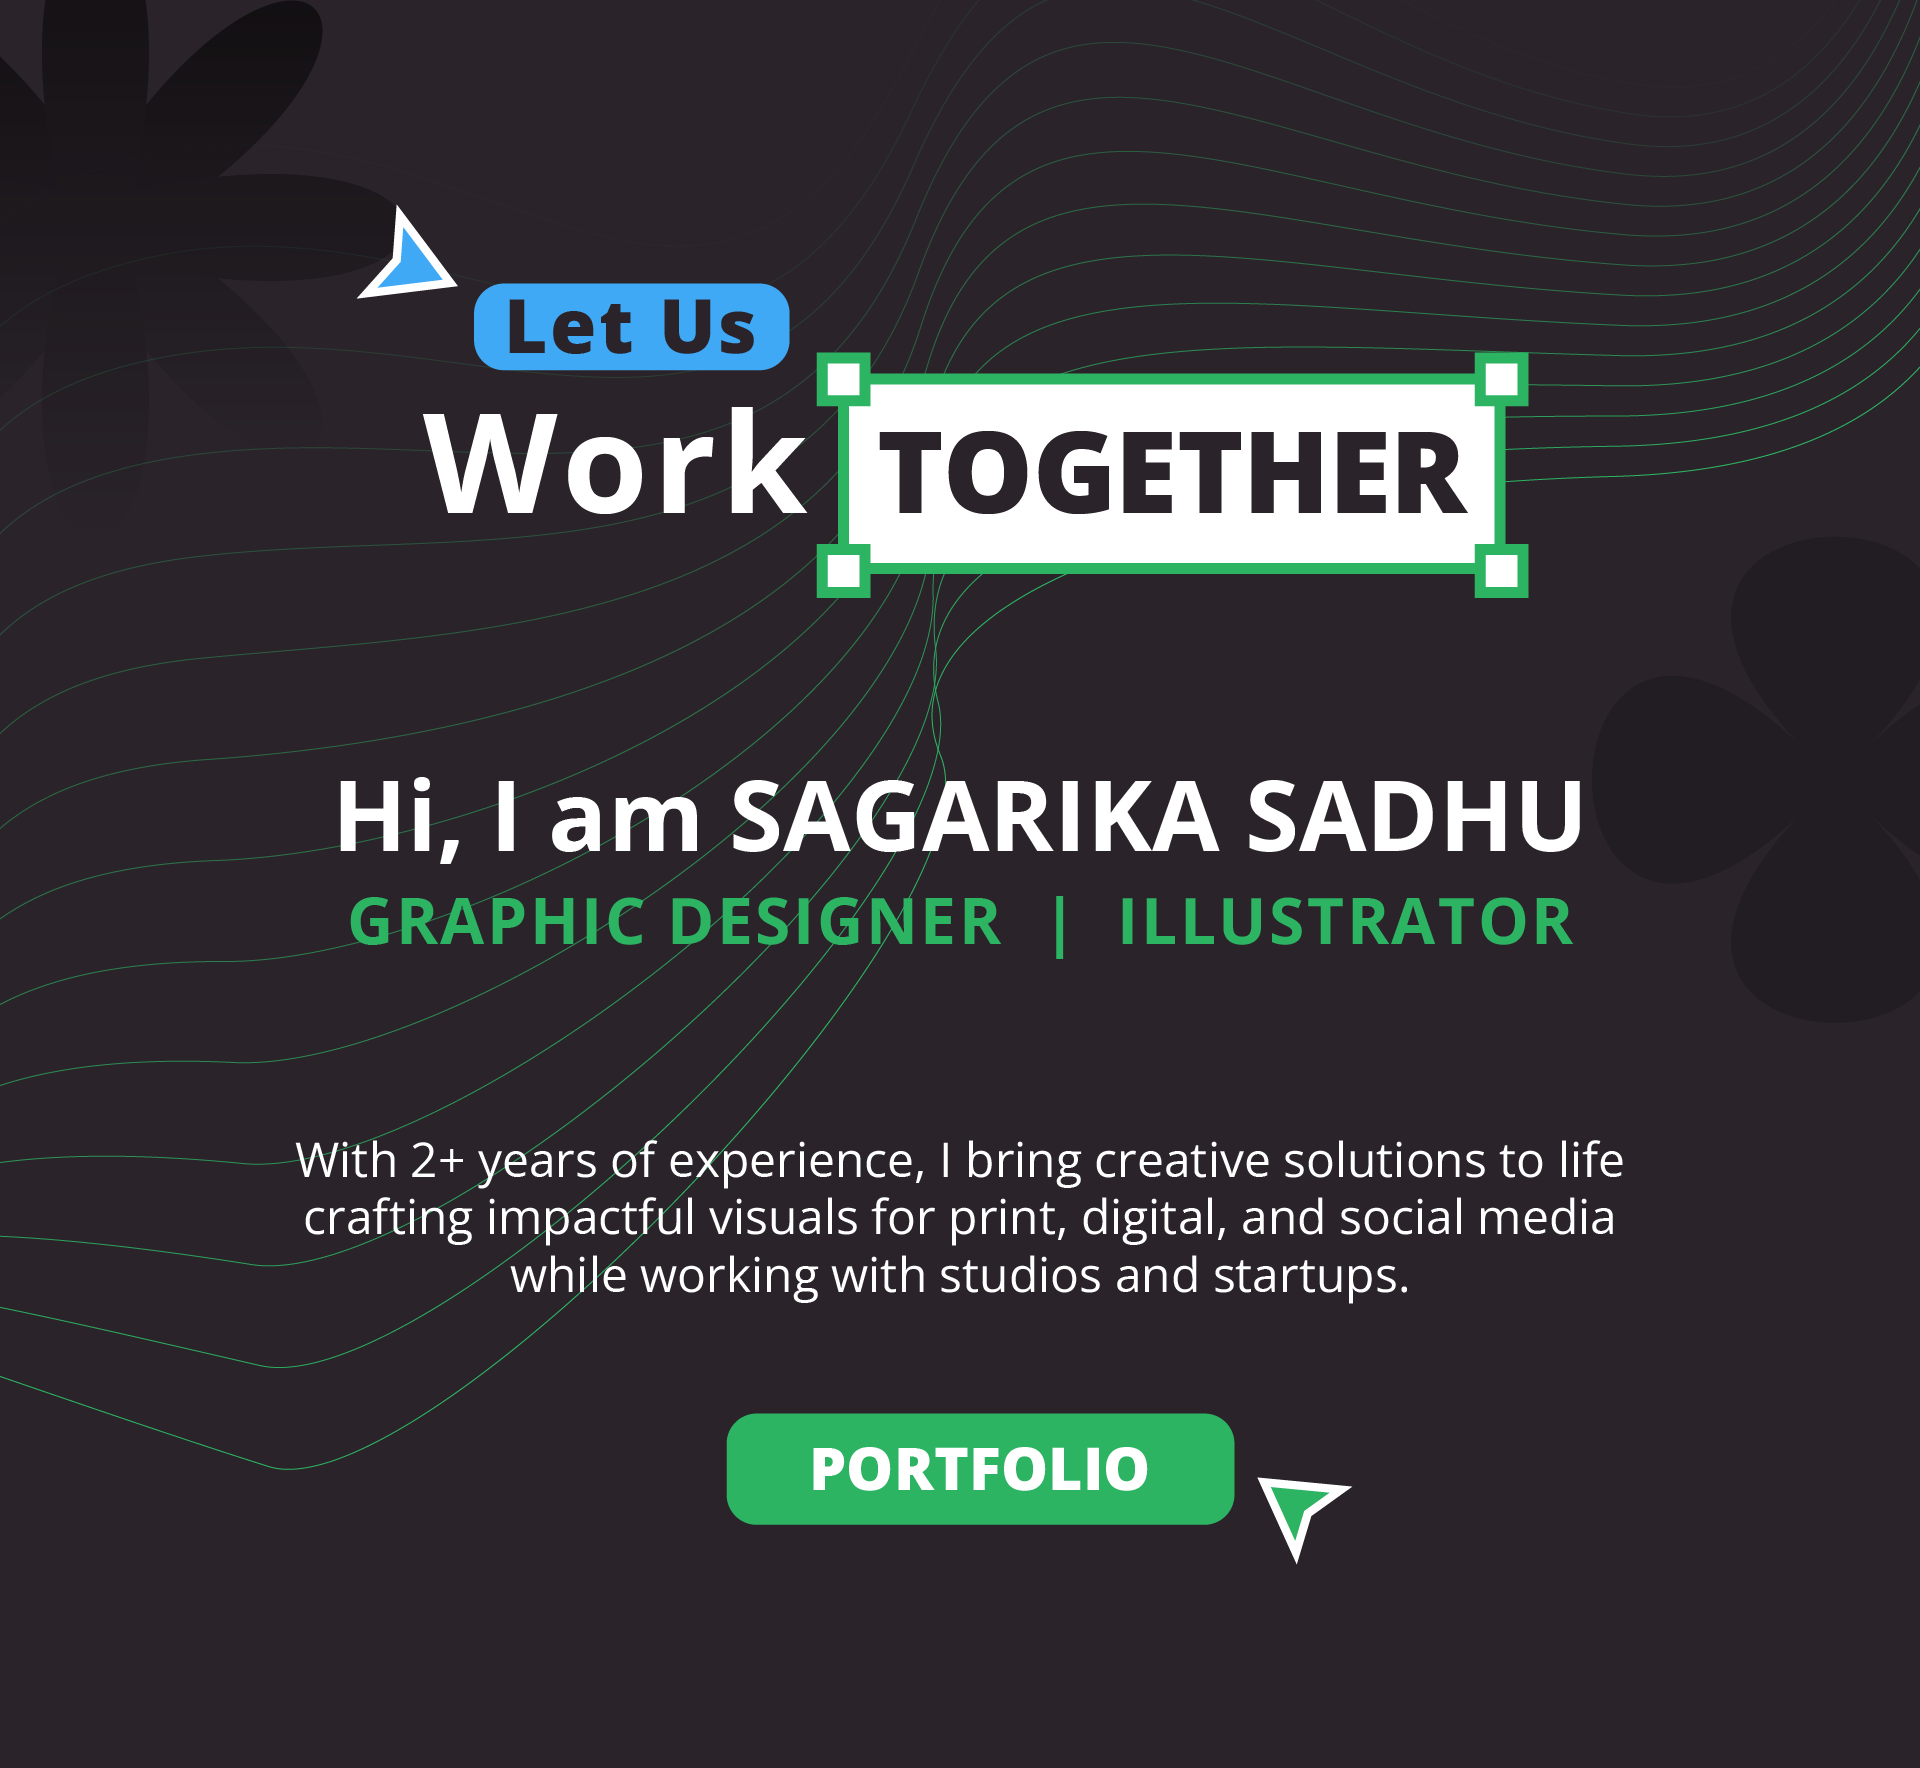 Let Us
Work TOGETHER
Hi, I am SAGARIKA SADHU
GRAPHIC DESIGNER | ILLUSTRATOR
With 2+ years of experience, I bring creative solutions to life
crafting impactful visuals for print, digital, and social media
while working with studios and startups.
PORTFOLIO